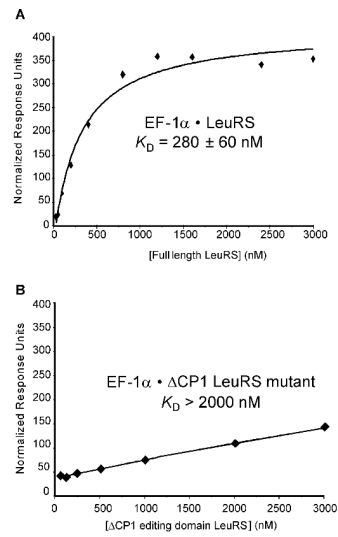 A
Normalized Response Units
400
350
300
250
200
150
100
50
0
EF-1α • LeuRS
KD = 280 ± 60 nM
0 500 1000 1500 2000 2500 3000
[Full length LeuRS] (nM)
B
Normalized Response Units
400
350
300
250
200
150
100
50
0
EF-1α • ΔCP1 LeuRS mutant
KD > 2000 nM
0 500 1000 1500 2000 2500 3000
[ΔCP1 editing domain LeuRS] (nM)